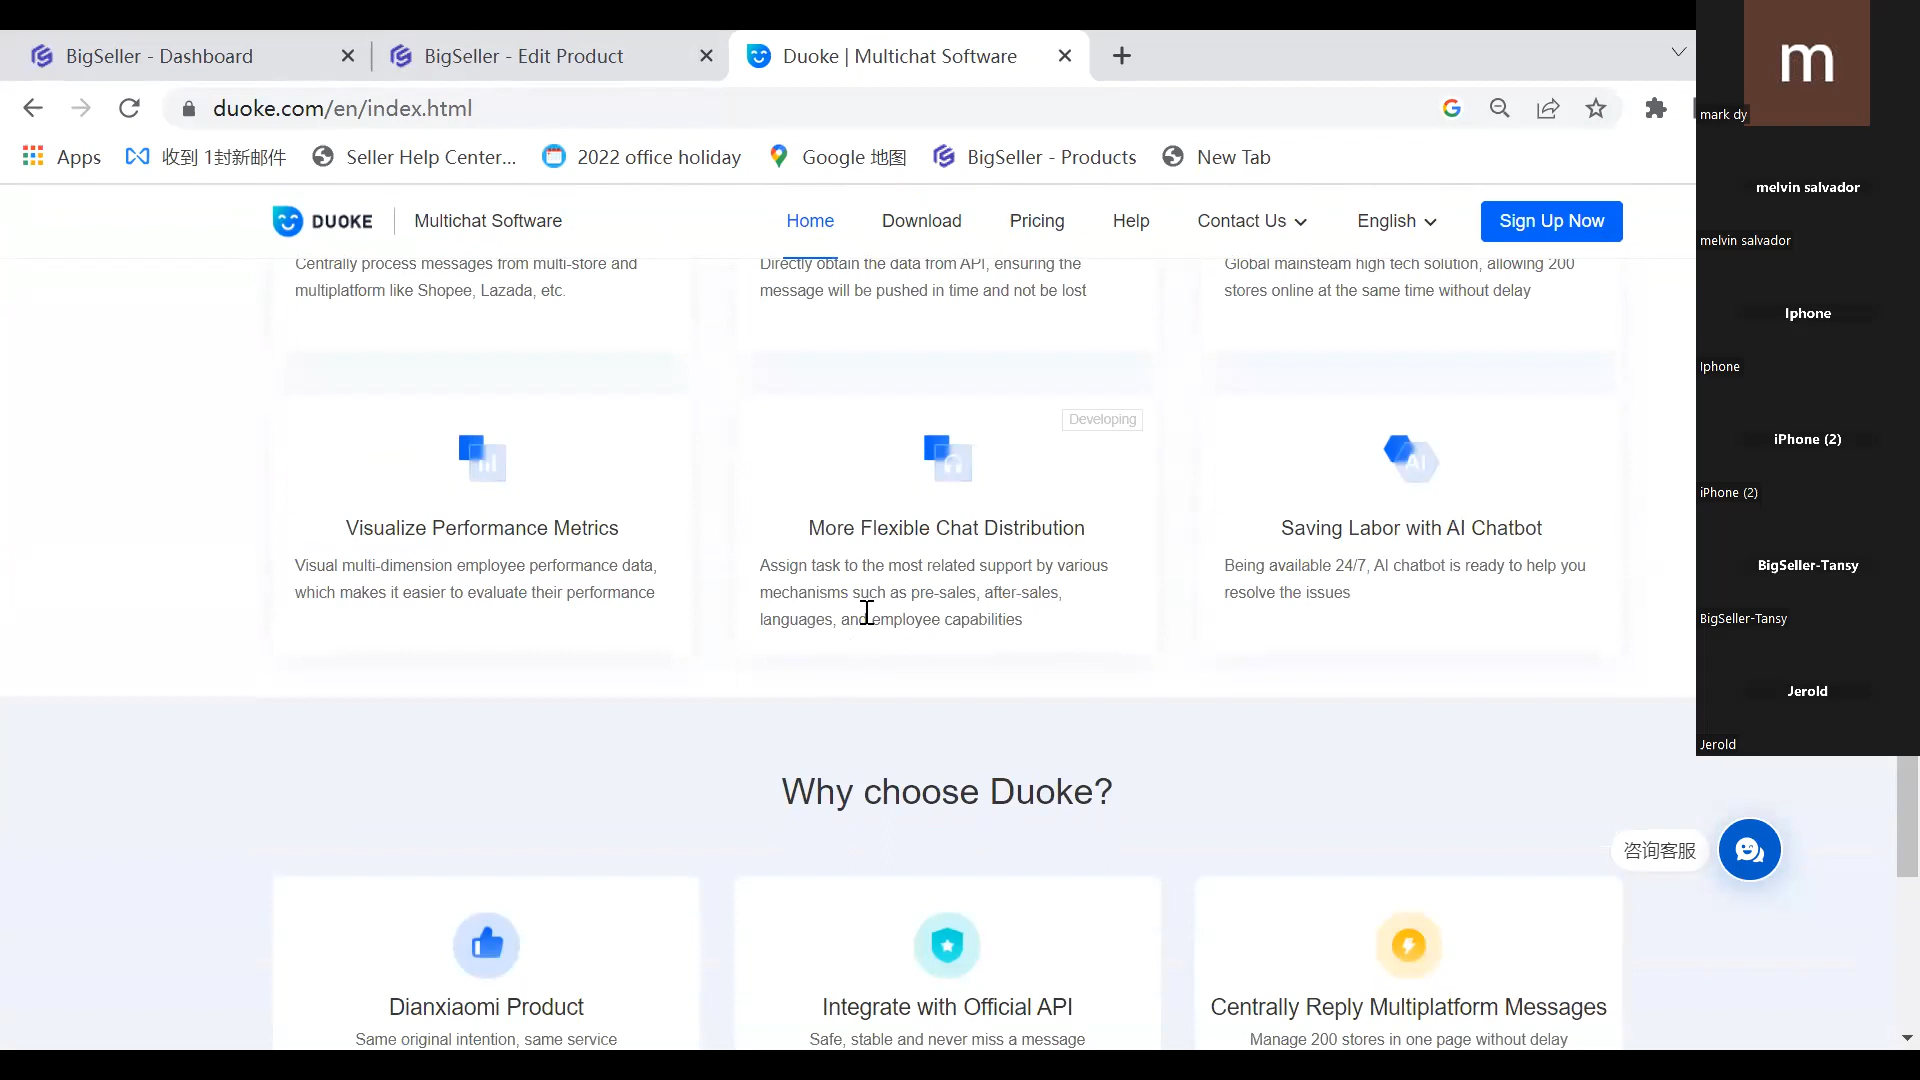 BigSeller - Dashboard
BigSeller - Edit Product
Duoke | Multichat Software
duoke.com/en/index.html
Apps
收到 1封新邮件
Seller Help Center...
2022 office holiday
Google 地图
BigSeller - Products
New Tab
DUOKE
Multichat Software
Home
Download
Pricing
Help
Contact Us
English
Sign Up Now
Centrally process messages from multi-store and
multiplatform like Shopee, Lazada, etc.
Directly obtain the data from API, ensuring the
message will be pushed in time and not be lost
Global mainsteam high tech solution, allowing 200
stores online at the same time without delay
Visualize Performance Metrics
Visual multi-dimension employee performance data,
which makes it easier to evaluate their performance
Developing
More Flexible Chat Distribution
Assign task to the most related support by various
mechanisms such as pre-sales, after-sales,
languages, and employee capabilities
AI
Saving Labor with AI Chatbot
Being available 24/7, AI chatbot is ready to help you
resolve the issues
Why choose Duoke?
咨询客服
Dianxiaomi Product
Same original intention, same service
Integrate with Official API
Safe, stable and never miss a message
Centrally Reply Multiplatform Messages
Manage 200 stores in one page without delay
m
mark dy
melvin salvador
melvin salvador
Iphone
Iphone
iPhone (2)
iPhone (2)
BigSeller-Tansy
BigSeller-Tansy
Jerold
Jerold